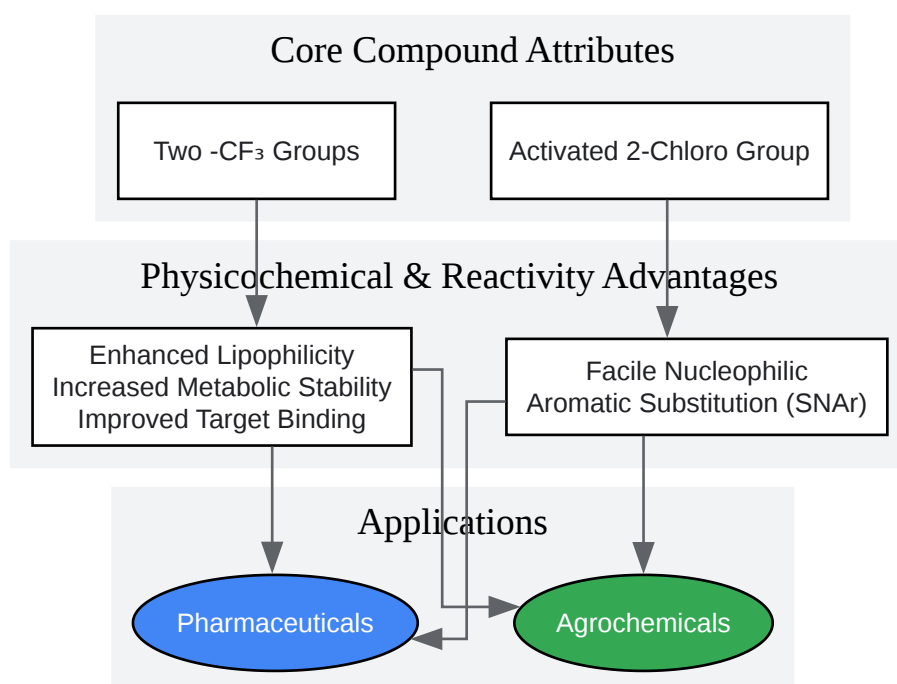 Core Compound Attributes
Two -CF₃ Groups
Activated 2-Chloro Group
Physicochemical & Reactivity Advantages
Enhanced Lipophilicity
Increased Metabolic Stability
Improved Target Binding
Facile Nucleophilic
Aromatic Substitution (SNAr)
Applications
Pharmaceuticals
Agrochemicals